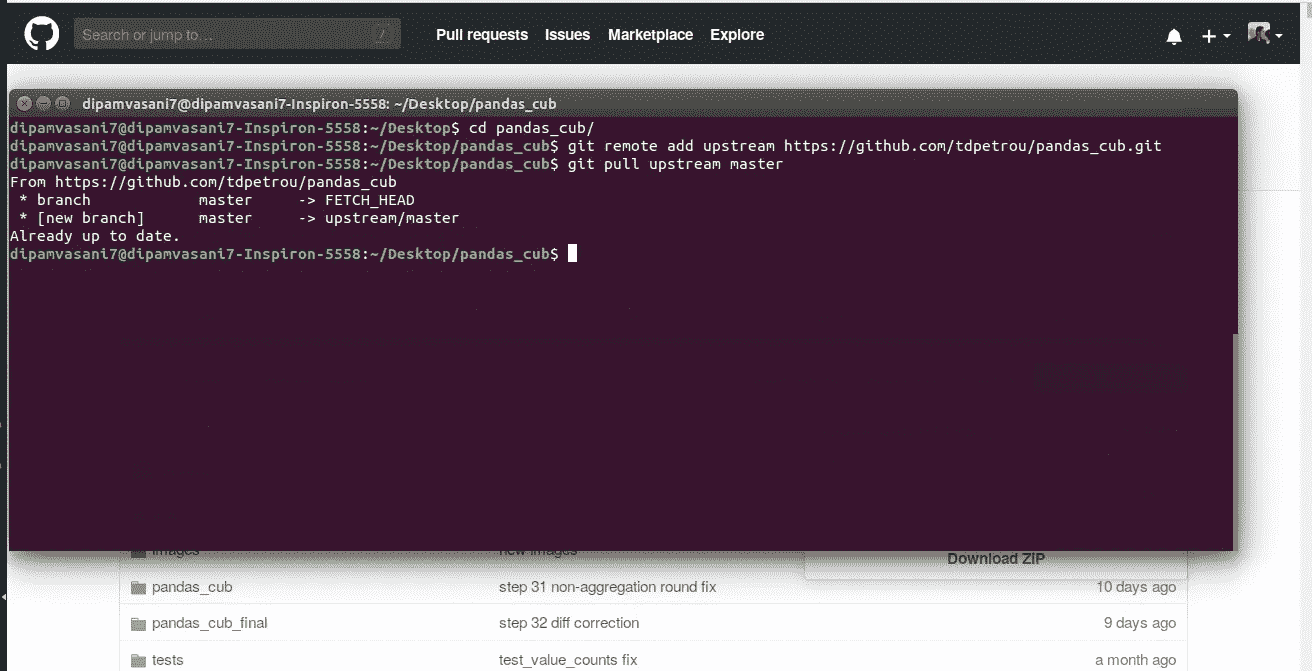 Search or jump to… /
Pull requests Issues Marketplace Explore
dipamvasani7@dipamvasani7-Inspiron-5558: ~/Desktop/pandas_cub
dipamvasani7@dipamvasani7-Inspiron-5558:~/Desktop$ cd pandas_cub/
dipamvasani7@dipamvasani7-Inspiron-5558:~/Desktop/pandas_cub$ git remote add upstream https://github.com/tdpetrou/pandas_cub.git
dipamvasani7@dipamvasani7-Inspiron-5558:~/Desktop/pandas_cub$ git pull upstream master
From https://github.com/tdpetrou/pandas_cub
 * branch            master     -> FETCH_HEAD
 * [new branch]      master     -> upstream/master
Already up to date.
dipamvasani7@dipamvasani7-Inspiron-5558:~/Desktop/pandas_cub$
images new images Download ZIP
pandas_cub step 31 non-aggregation round fix 10 days ago
pandas_cub_final step 32 diff correction 9 days ago
tests test_value_counts fix a month ago